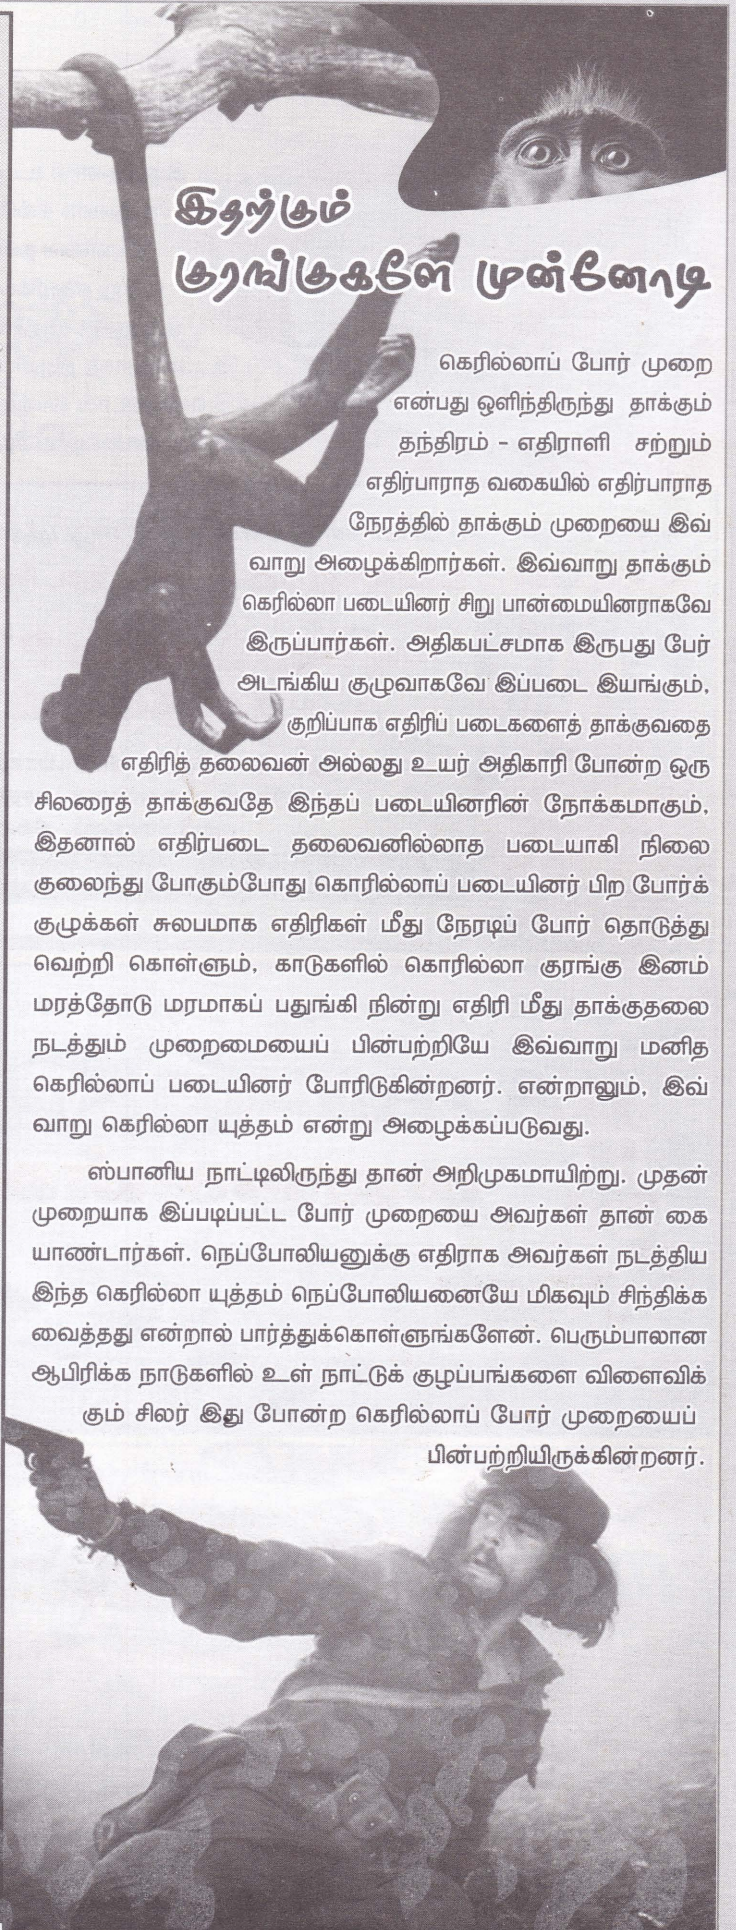 இதற்கும்
குரங்குகளே முன்னோடி
கெரில்லாப் போர் முறை
என்பது ஒளிந்திருந்து தாக்கும்
தந்திரம் – எதிராளி சற்றும்
எதிர்பாராத வகையில் எதிர்பாராத
நேரத்தில் தாக்கும் முறையை இவ்
வாறு அழைக்கிறார்கள். இவ்வாறு தாக்கும்
கெரில்லா படையினர் சிறு பான்மையினராகவே
இருப்பார்கள். அதிகபட்சமாக இருபது பேர்
அடங்கிய குழுவாகவே இப்படை இயங்கும்,
குறிப்பாக எதிரிப் படைகளைத் தாக்குவதை
எதிரித் தலைவன் அல்லது உயர் அதிகாரி போன்ற ஒரு
சிலரைத் தாக்குவதே இந்தப் படையினரின் நோக்கமாகும்,
இதனால் எதிர்படை தலைவனில்லாத படையாகி நிலை
குலைந்து போகும்போது கொரில்லாப் படையினர் பிற போர்க்
குழுக்கள் சுலபமாக எதிரிகள் மீது நேரடிப் போர் தொடுத்து
வெற்றி கொள்ளும், காடுகளில் கொரில்லா குரங்கு இனம்
மரத்தோடு மரமாகப் பதுங்கி நின்று எதிரி மீது தாக்குதலை
நடத்தும் முறைமையைப் பின்பற்றியே இவ்வாறு மனித
கெரில்லாப் படையினர் போரிடுகின்றனர். என்றாலும், இவ்
வாறு கெரில்லா யுத்தம் என்று அழைக்கப்படுவது.
ஸ்பானிய நாட்டிலிருந்து தான் அறிமுகமாயிற்று. முதன்
முறையாக இப்படிப்பட்ட போர் முறையை அவர்கள் தான் கை
யாண்டார்கள். நெப்போலியனுக்கு எதிராக அவர்கள் நடத்திய
இந்த கெரில்லா யுத்தம் நெப்போலியனையே மிகவும் சிந்திக்க
வைத்தது என்றால் பார்த்துக்கொள்ளுங்களேன். பெரும்பாலான
ஆபிரிக்க நாடுகளில் உள் நாட்டுக் குழப்பங்களை விளைவிக்
கும் சிலர் இது போன்ற கெரில்லாப் போர் முறையைப்
பின்பற்றியிருக்கின்றனர்.